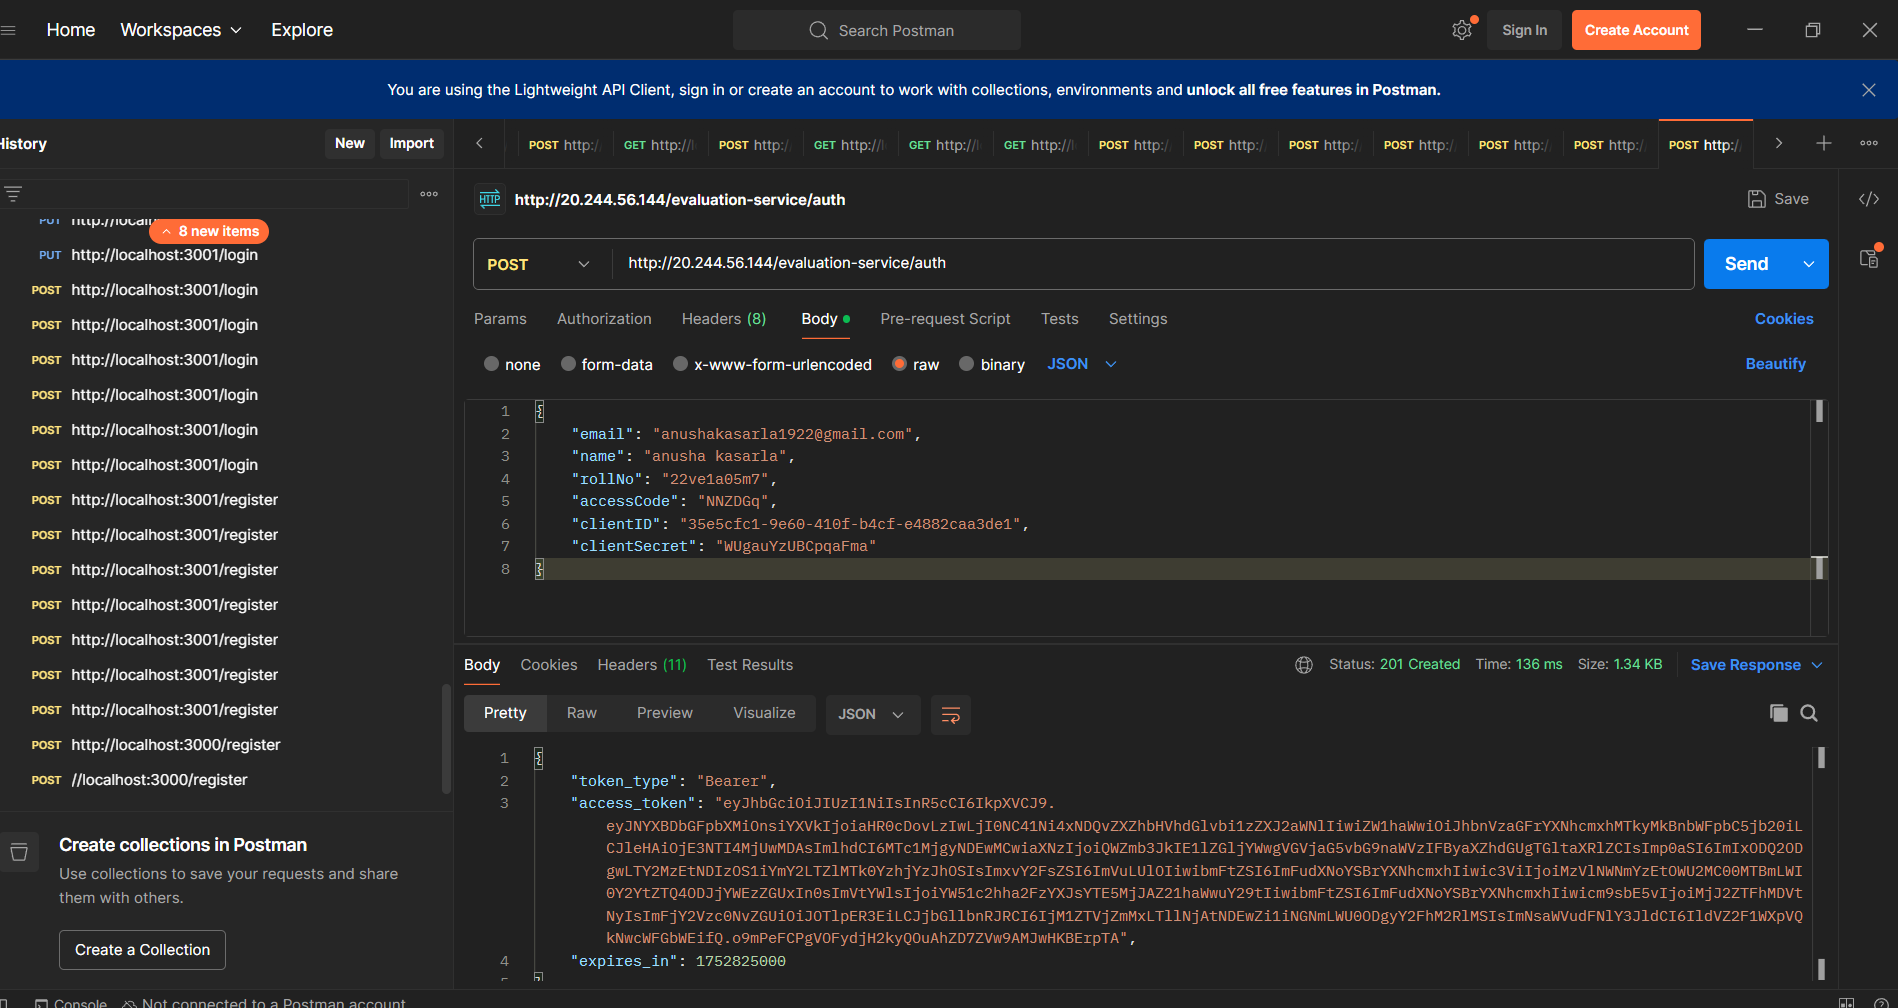 Home Workspaces Explore Search Postman Sign In Create Account
You are using the Lightweight API Client, sign in or create an account to work with collections, environments and unlock all free features in Postman.
History New Import
POST http:/ GET http://l POST http:/ GET http://l GET http://l GET http://l POST http:/ POST http:/ POST http:/ POST http:/ POST http:/ POST http:/ POST http:/
HTTP http://20.244.56.144/evaluation-service/auth Save
PUT http://local
8 new items
PUT http://localhost:3001/login
POST http://localhost:3001/login
POST http://localhost:3001/login
POST http://localhost:3001/login
POST http://localhost:3001/login
POST http://localhost:3001/login
POST http://localhost:3001/login
POST http://localhost:3001/register
POST http://localhost:3001/register
POST http://localhost:3001/register
POST http://localhost:3001/register
POST http://localhost:3001/register
POST http://localhost:3001/register
POST http://localhost:3001/register
POST http://localhost:3000/register
POST //localhost:3000/register
Create collections in Postman
Use collections to save your requests and share
them with others.
Create a Collection
POST http://20.244.56.144/evaluation-service/auth Send
Params Authorization Headers (8) Body Pre-request Script Tests Settings Cookies
none form-data x-www-form-urlencoded raw binary JSON Beautify
1 {
2 "email": "anushakasarla1922@gmail.com",
3 "name": "anusha kasarla",
4 "rollNo": "22ve1a05m7",
5 "accessCode": "NNZDGq",
6 "clientID": "35e5cfc1-9e60-410f-b4cf-e4882caa3de1",
7 "clientSecret": "WUgauYzUBCpqaFma"
8 }
Body Cookies Headers (11) Test Results Status: 201 Created Time: 136 ms Size: 1.34 KB Save Response
Pretty Raw Preview Visualize JSON
1 {
2 "token_type": "Bearer",
3 "access_token": "eyJhbGciOiJIUzI1NiIsInR5cCI6IkpXVCJ9.
4 "expires_in": 1752825000
5 }
Console Not connected to a Postman account